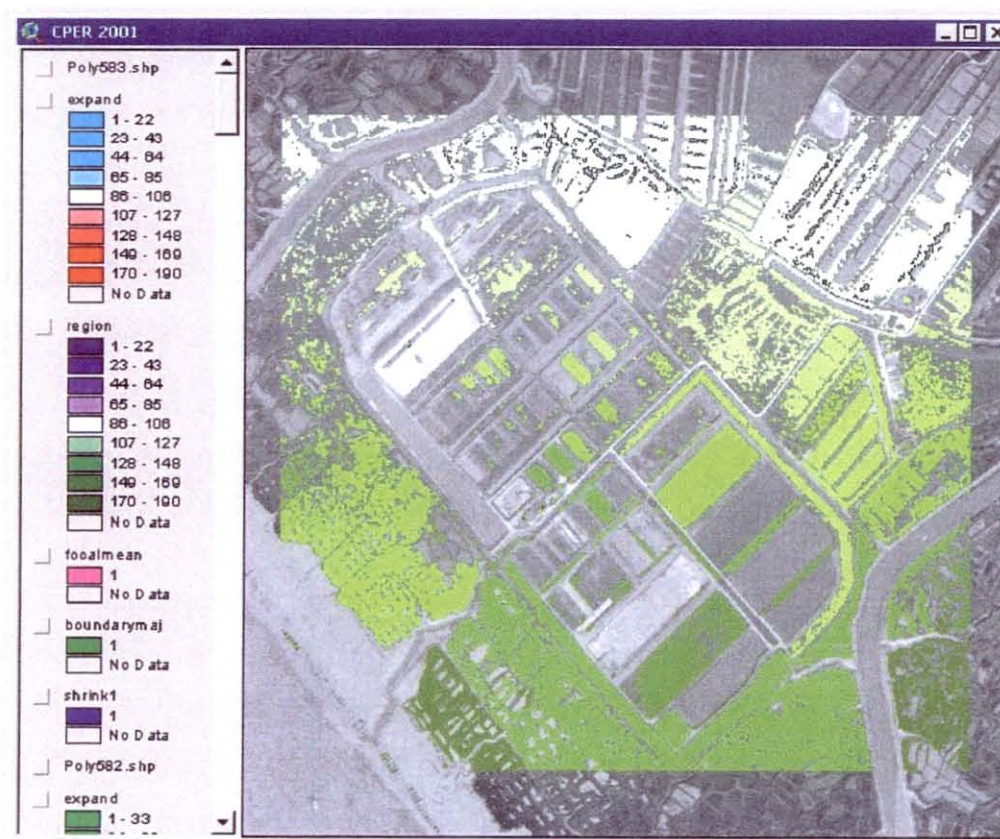 CPER 2001
Poly583.shp
expand
1 - 22
23 - 43
44 - 64
65 - 85
86 - 106
107 - 127
128 - 148
149 - 169
170 - 190
No Data
region
1 - 22
23 - 43
44 - 64
65 - 85
86 - 106
107 - 127
128 - 148
149 - 169
170 - 190
No Data
focalmean
1
No Data
boundarymaj
1
No Data
shrink1
1
No Data
Poly582.shp
expand
1 - 33